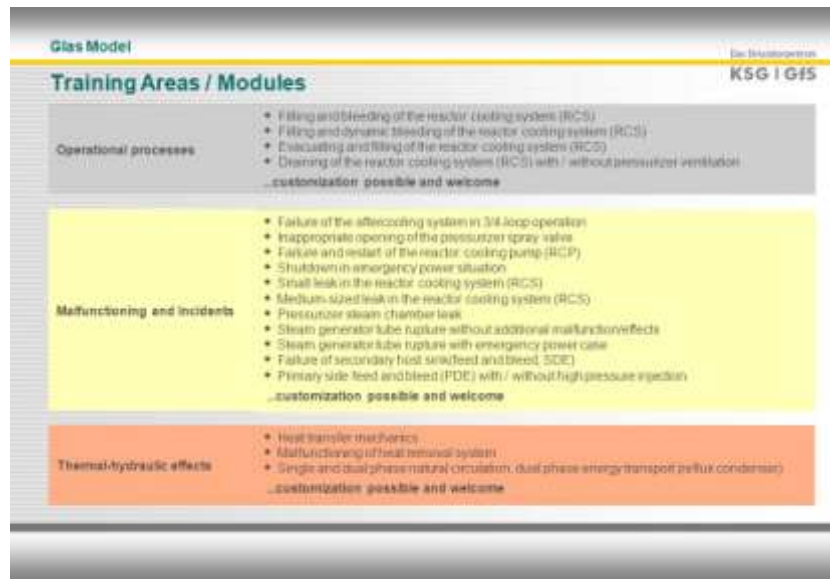 Glas Model
KSG | GfS
Training Areas / Modules
Operational processes
• Filling and bleeding of the reactor cooling system (RCS)
• Filling and dynamic bleeding of the reactor cooling system (RCS)
• Evacuating and filling of the reactor cooling system (RCS)
• Draining of the reactor cooling system (RCS) with / without pressurizer ventilation
...customization possible and welcome
Malfunctioning and Incidents
• Failure of the aftercooling system in 3/4-loop operation
• Inappropriate opening of the pressurizer spray valve
• Failure and restart of the reactor cooling pump (RCP)
• Shutdown in emergency power situation
• Small leak in the reactor cooling system (RCS)
• Medium-sized leak in the reactor cooling system (RCS)
• Pressurizer steam chamber leak
• Steam generator tube rupture without additional malfunction/effects
• Steam generator tube rupture with emergency power case
• Failure of secondary host sink(feed and bleed, SDE)
• Primary side feed and bleed (PDE) with / without high pressure injection
...customization possible and welcome
Thermal-hydraulic effects
• Heat transfer mechanics
• Malfunctioning of heat removal system
• Single and dual phase natural circulation, dual phase energy transport (reflux condenser)
...customization possible and welcome